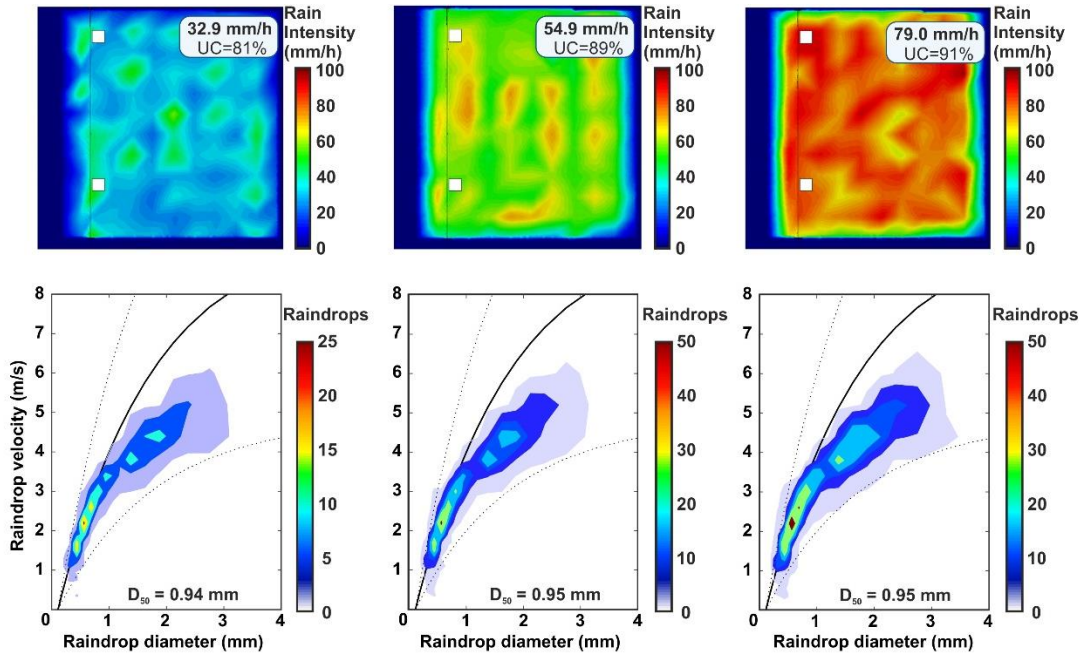 32.9 mm/h
UC=81%
Rain
Intensity
(mm/h)
100
80
60
40
20
0
54.9 mm/h
UC=89%
Rain
Intensity
(mm/h)
100
80
60
40
20
0
79.0 mm/h
UC=91%
Rain
Intensity
(mm/h)
100
80
60
40
20
0
Raindrop velocity (m/s)
8
7
6
5
4
3
2
1
0 1 2 3 4
D50 = 0.94 mm
Raindrop diameter (mm)
Raindrops
25
20
15
10
5
0
8
7
6
5
4
3
2
1
0 1 2 3 4
D50 = 0.95 mm
Raindrop diameter (mm)
Raindrops
50
40
30
20
10
0
8
7
6
5
4
3
2
1
0 1 2 3 4
D50 = 0.95 mm
Raindrop diameter (mm)
Raindrops
50
40
30
20
10
0